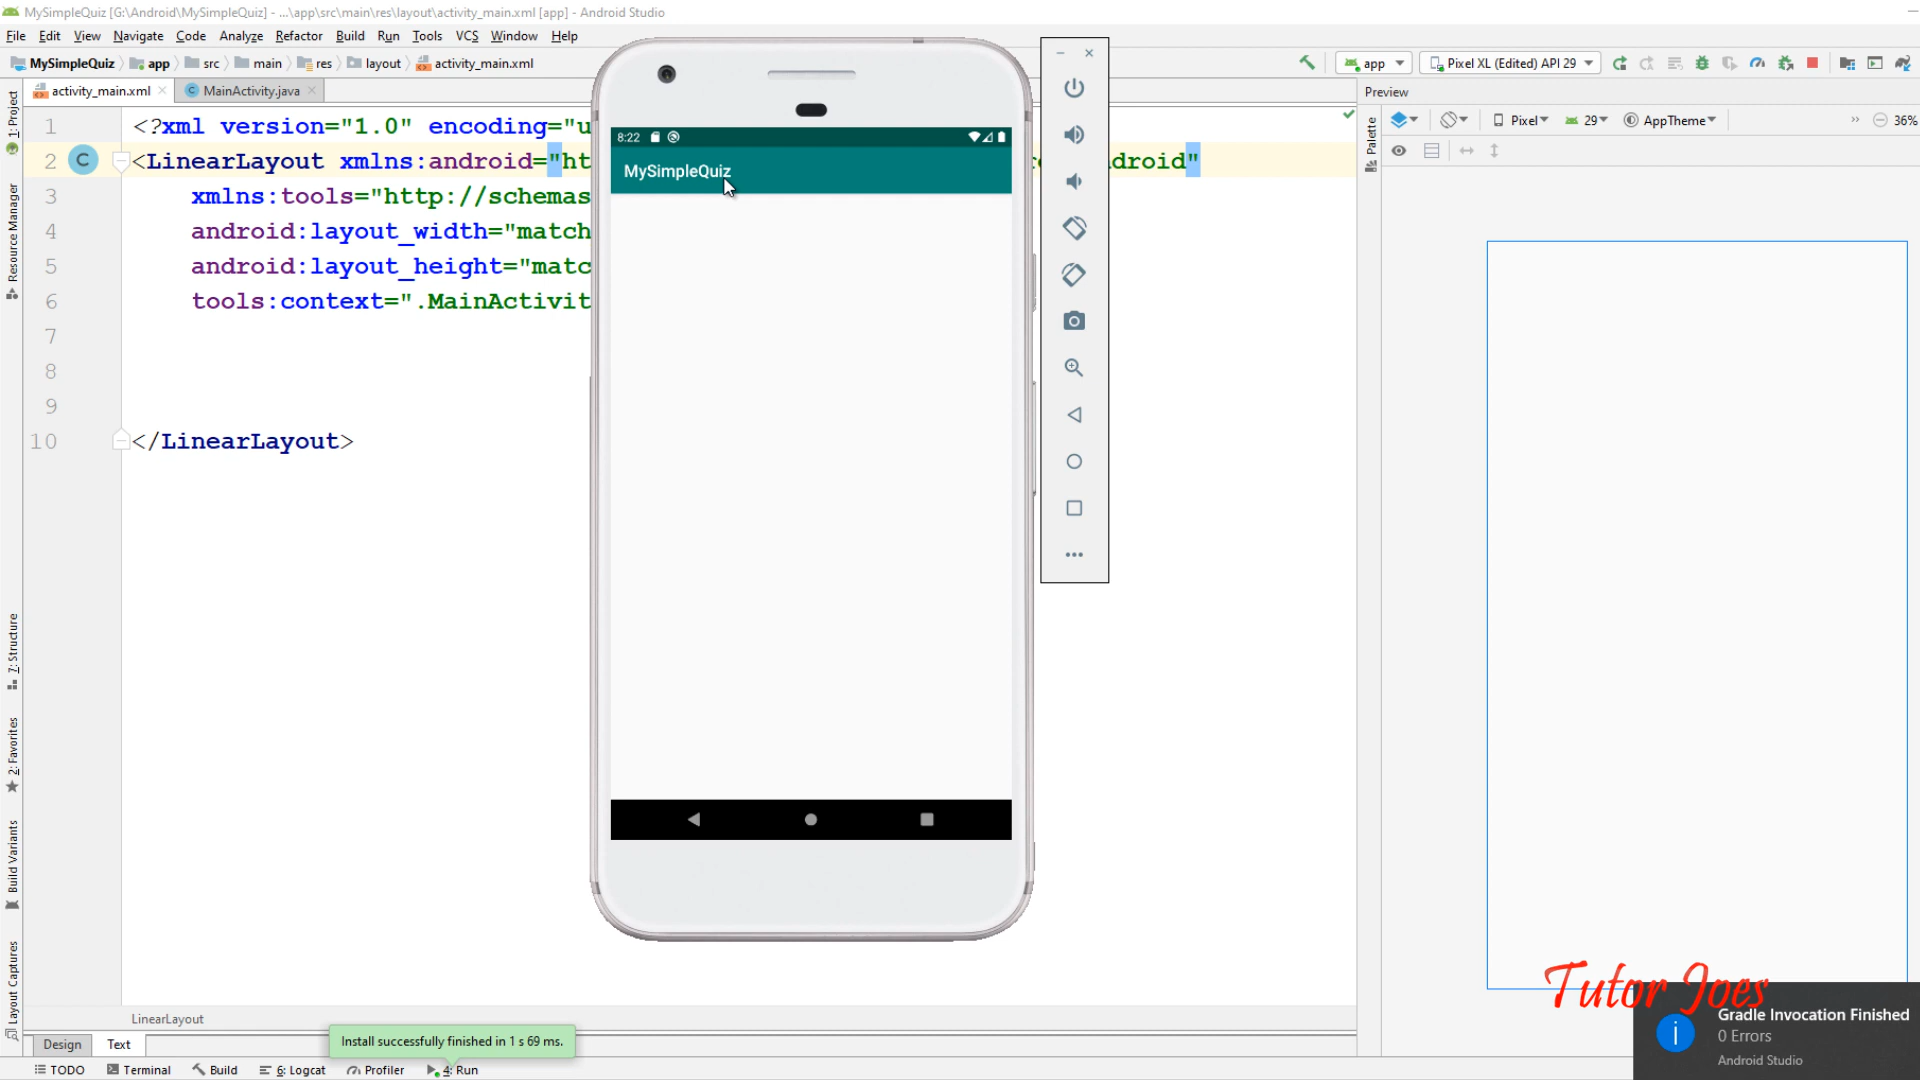 MySimpleQuiz [G:\Android\MySimpleQuiz] - ...\app\src\main\res\layout\activity_main.xml [app] - Android Studio
File Edit View Navigate Code Analyze Refactor Build Run Tools VCS Window Help
MySimpleQuiz app src main res layout activity_main.xml
app Pixel XL (Edited) API 29
activity_main.xml MainActivity.java
Preview
Pixel 29 AppTheme » 36%
1: Project
Resource Manager
7: Structure
2: Favorites
Build Variants
Layout Captures
Palette
1 <?xml version="1.0" encoding="u
2 C <LinearLayout xmlns:android="ht droid"
3 xmlns:tools="http://schemas
4 android:layout_width="match
5 android:layout_height="matc
6 tools:context=".MainActivit
7
8
9
10 </LinearLayout>
8:22
MySimpleQuiz
LinearLayout
Design Text
Install successfully finished in 1 s 69 ms.
TODO Terminal Build 6: Logcat Profiler 4: Run
Tutor Joes
Gradle Invocation Finished
0 Errors
Android Studio